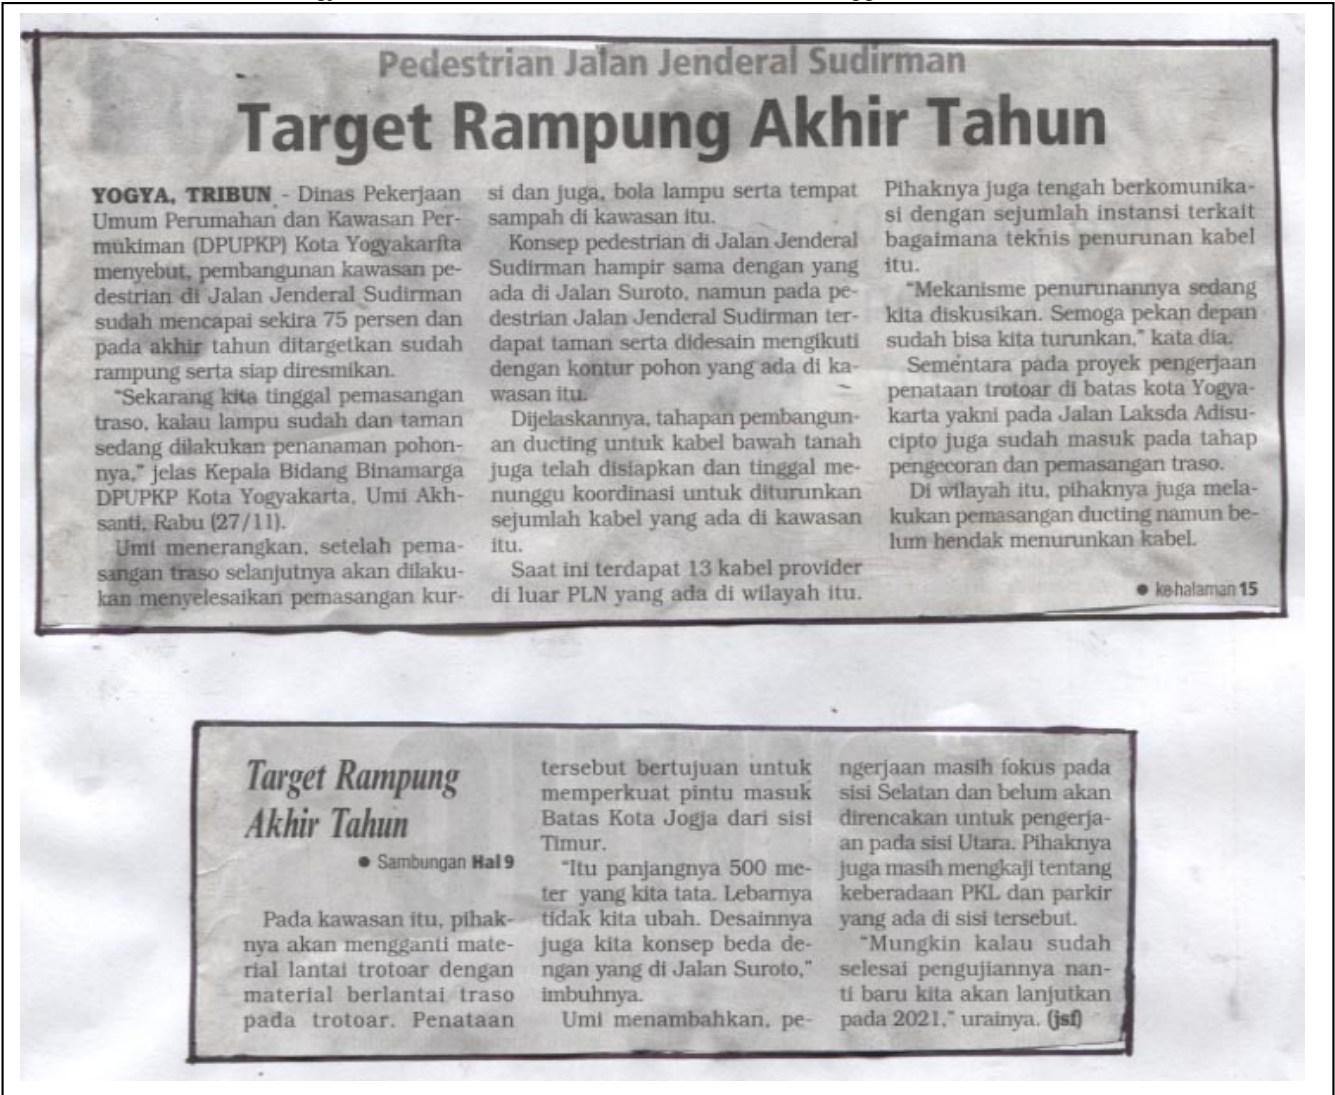 Pedestrian Jalan Jenderal Sudirman
Target Rampung Akhir Tahun
YOGYA, TRIBUN - Dinas Pekerjaan
Umum Perumahan dan Kawasan Per-
mukiman (DPUPKP) Kota Yogyakarfta
menyebut, pembangunan kawasan pe-
destrian di Jalan Jenderal Sudirman
sudah mencapai sekira 75 persen dan
pada akhir tahun ditargetkan sudah
rampung serta siap diresmikan.
"Sekarang kita tinggal pemasangan
traso, kalau lampu sudah dan taman
sedang dilakukan penanaman pohon-
nya," jelas Kepala Bidang Binamarga
DPUPKP Kota Yogyakarta, Umi Akh-
santi, Rabu (27/11).
Umi menerangkan, setelah pema-
sangan traso selanjutnya akan dilaku-
kan menyelesaikan pemasangan kur-
si dan juga, bola lampu serta tempat
sampah di kawasan itu.
Konsep pedestrian di Jalan Jenderal
Sudirman hampir sama dengan yang
ada di Jalan Suroto, namun pada pe-
destrian Jalan Jenderal Sudirman ter-
dapat taman serta didesain mengikuti
dengan kontur pohon yang ada di ka-
wasan itu.
Dijelaskannya, tahapan pembangun-
an ducting untuk kabel bawah tanah
juga telah disiapkan dan tinggal me-
nunggu koordinasi untuk diturunkan
sejumlah kabel yang ada di kawasan
itu.
Saat ini terdapat 13 kabel provider
di luar PLN yang ada di wilayah itu.
Pihaknya juga tengah berkomunika-
si dengan sejumlah instansi terkait
bagaimana teknis penurunan kabel
itu.
"Mekanisme penurunannya sedang
kita diskusikan. Semoga pekan depan
sudah bisa kita turunkan," kata dia.
Sementara pada proyek pengerjaan
penataan trotoar di batas kota Yogya-
karta yakni pada Jalan Laksda Adisu-
cipto juga sudah masuk pada tahap
pengecoran dan pemasangan traso.
Di wilayah itu, pihaknya juga mela-
kukan pemasangan ducting namun be-
lum hendak menurunkan kabel.
● ke halaman 15
Target Rampung
Akhir Tahun
● Sambungan Hal 9
Pada kawasan itu, pihak-
nya akan mengganti mate-
rial lantai trotoar dengan
material berlantai traso
pada trotoar. Penataan
tersebut bertujuan untuk
memperkuat pintu masuk
Batas Kota Jogja dari sisi
Timur.
"Itu panjangnya 500 me-
ter yang kita tata. Lebarnya
tidak kita ubah. Desainnya
juga kita konsep beda de-
ngan yang di Jalan Suroto,"
imbuhnya.
Umi menambahkan, pe-
ngerjaan masih fokus pada
sisi Selatan dan belum akan
direncakan untuk pengerja-
an pada sisi Utara. Pihaknya
juga masih mengkaji tentang
keberadaan PKL dan parkir
yang ada di sisi tersebut.
"Mungkin kalau sudah
selesai pengujiannya nan-
ti baru kita akan lanjutkan
pada 2021," urainya. (jsf)